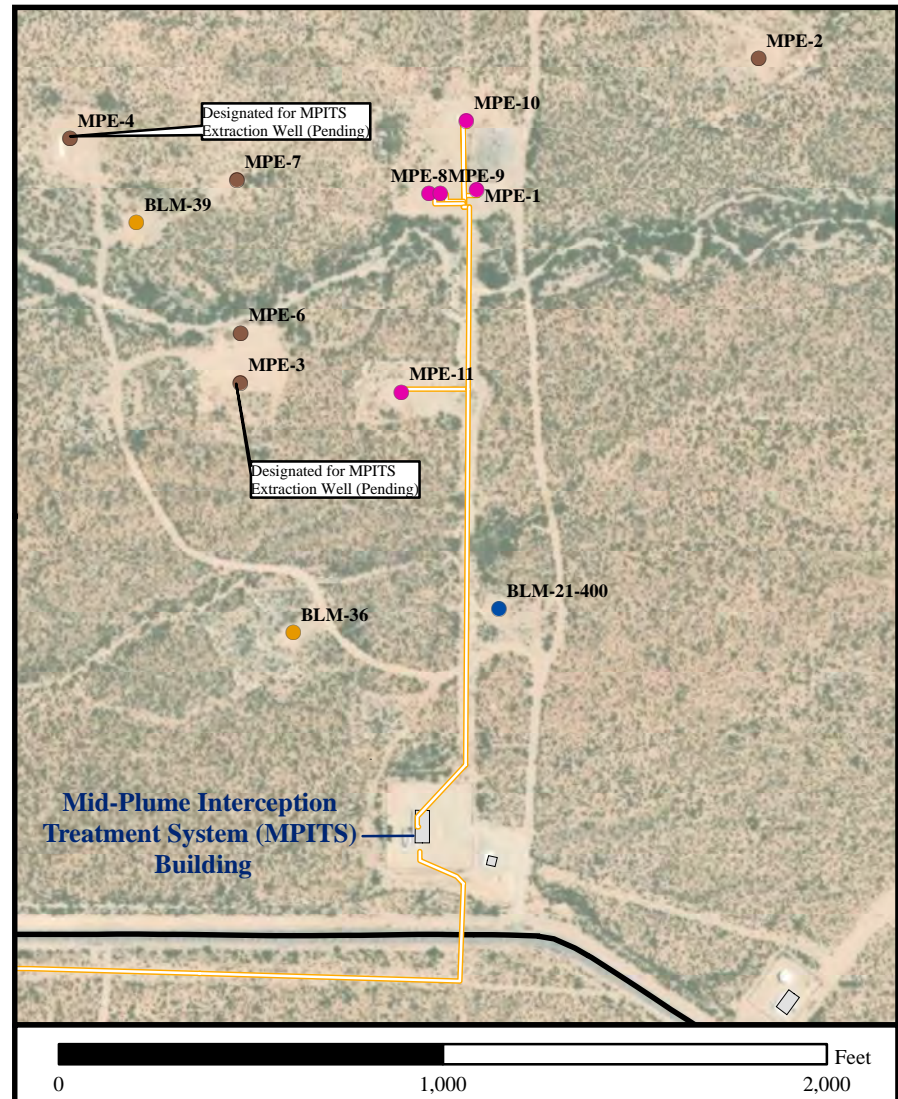 MPE-2
MPE-10
Designated for MPITS
Extraction Well (Pending)
MPE-4
MPE-7
MPE-8
MPE-9
MPE-1
BLM-39
MPE-6
MPE-3
MPE-11
Designated for MPITS
Extraction Well (Pending)
BLM-21-400
BLM-36
Mid-Plume Interception
Treatment System (MPITS)
Building
Feet
0
1,000
2,000